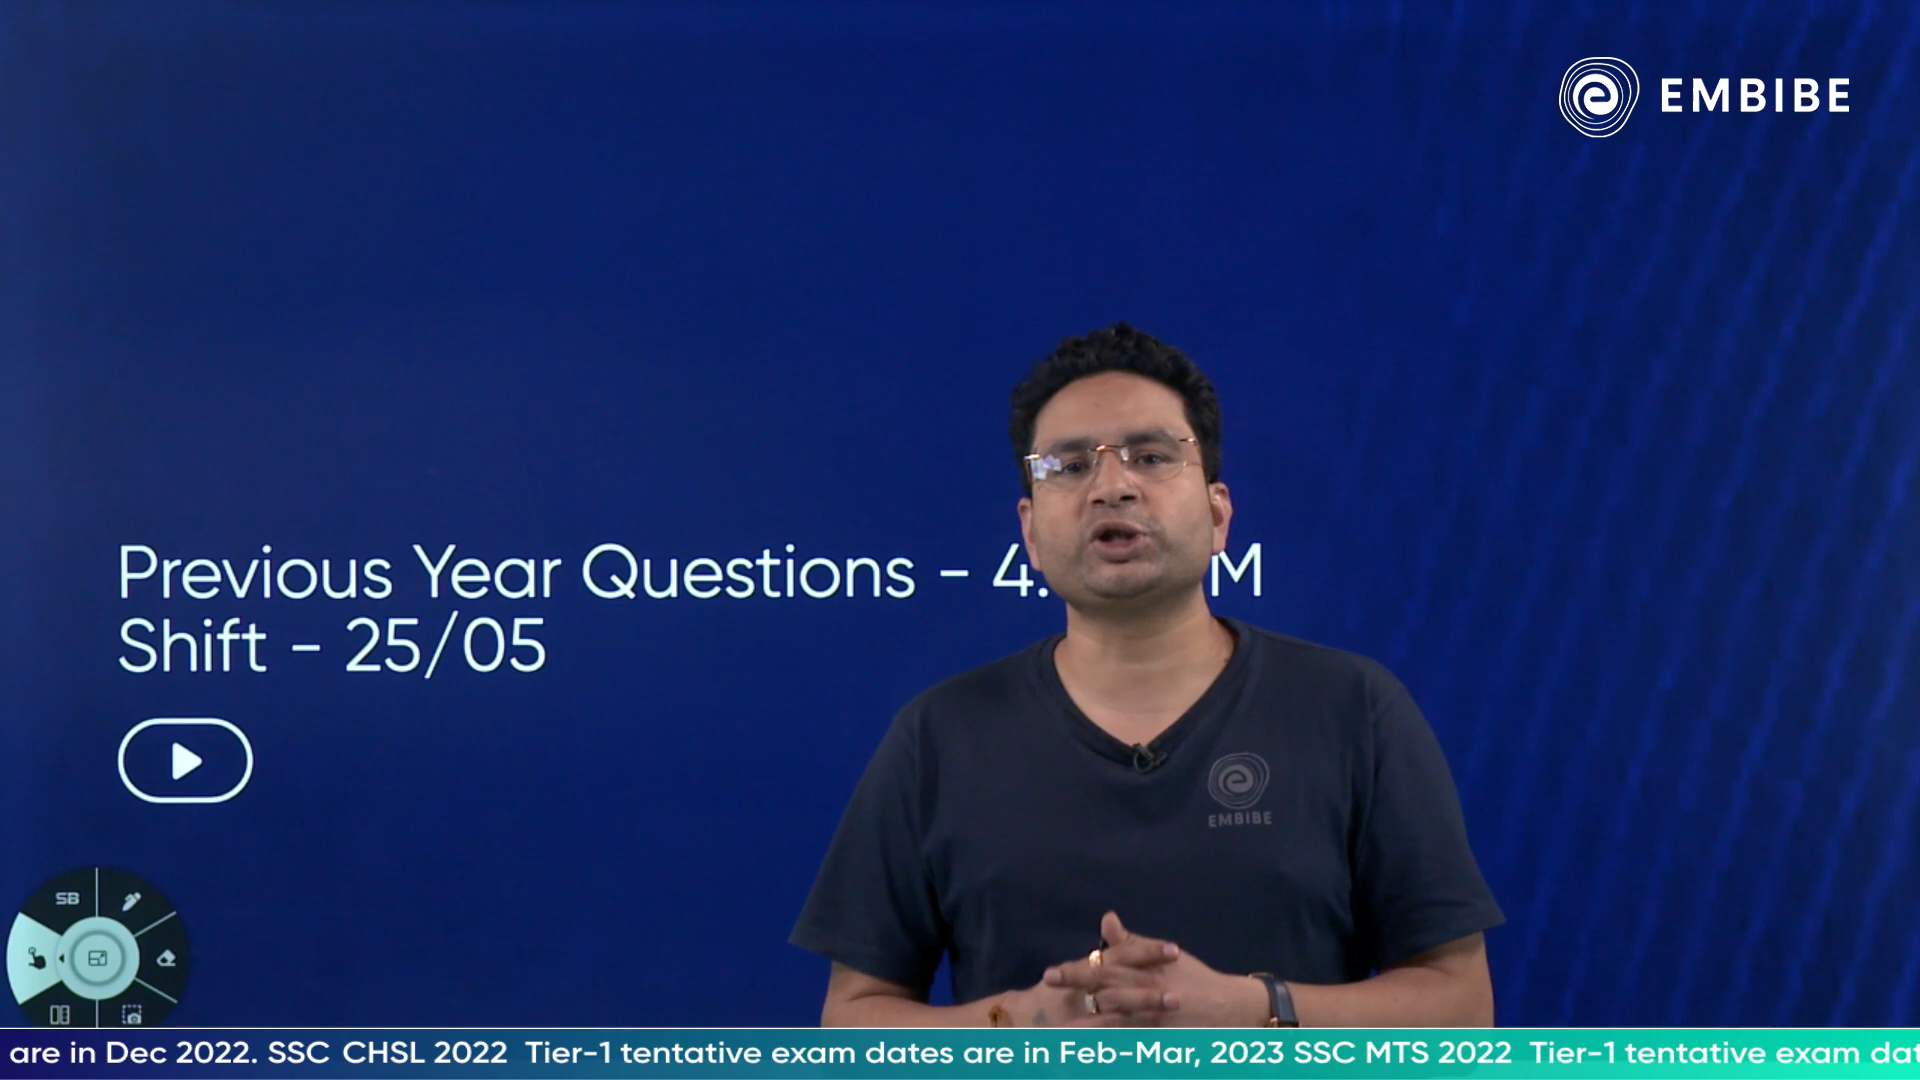 EMBIBE
Previous Year Questions - 4. M
Shift - 25/05
EMBIBE
SB
are in Dec 2022. SSC CHSL 2022 Tier-1 tentative exam dates are in Feb-Mar, 2023 SSC MTS 2022 Tier-1 tentative exam dat